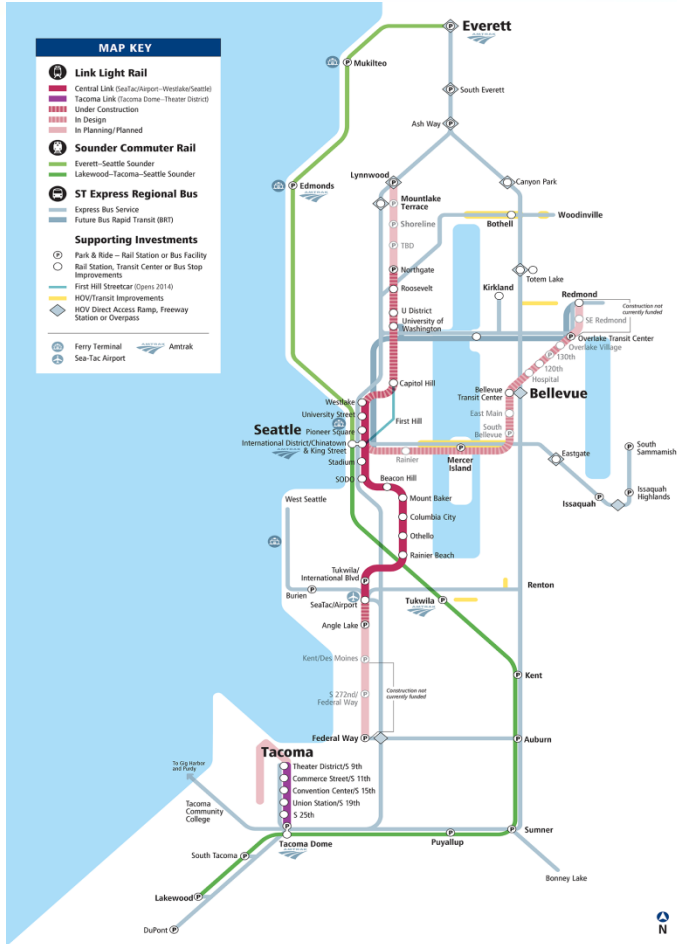 MAP KEY
Link Light Rail
Central Link (SeaTac/Airport–Westlake/Seattle)
Tacoma Link (Tacoma Dome–Theater District)
Under Construction
In Design
In Planning/Planned
Sounder Commuter Rail
Everett–Seattle Sounder
Lakewood–Tacoma–Seattle Sounder
ST Express Regional Bus
Express Bus Service
Future Bus Rapid Transit (BRT)
Supporting Investments
P
Park & Ride – Rail Station or Bus Facility
Rail Station, Transit Center or Bus Stop
Improvements
First Hill Streetcar (Opens 2014)
HOV/Transit Improvements
HOV Direct Access Ramp, Freeway
Station or Overpass
Ferry Terminal
AMTRAK
Amtrak
Sea-Tac Airport
Everett
AMTRAK
Mukilteo
South Everett
Ash Way
Lynnwood
Canyon Park
Edmonds
AMTRAK
Mountlake
Terrace
Shoreline
TBD
Bothell
Woodinville
Northgate
Roosevelt
Totem Lake
Kirkland
Redmond
Construction not
currently funded
SE Redmond
U District
University of
Washington
Overlake Transit Center
Overlake Village
130th
120th
Hospital
Capitol Hill
Bellevue
Transit Center
Bellevue
Westlake
University Street
Pioneer Square
First Hill
East Main
South
Bellevue
Seattle
AMTRAK
International District/Chinatown
& King Street
Stadium
SODO
Rainier
Mercer
Island
Eastgate
South
Sammamish
Issaquah
Issaquah
Highlands
Beacon Hill
Mount Baker
Columbia City
Othello
Rainier Beach
West Seattle
Tukwila/
International Blvd
Burien
SeaTac/Airport
Renton
Tukwila
AMTRAK
Angle Lake
Kent/Des Moines
Construction not
currently funded
S 272nd/
Federal Way
Kent
Federal Way
Auburn
Tacoma
To Gig Harbor
and Purdy
Theater District/S 9th
Commerce Street/S 11th
Convention Center/S 15th
Union Station/S 19th
S 25th
Tacoma
Community
College
Tacoma Dome
AMTRAK
Puyallup
Sumner
South Tacoma
Bonney Lake
Lakewood
DuPont
N